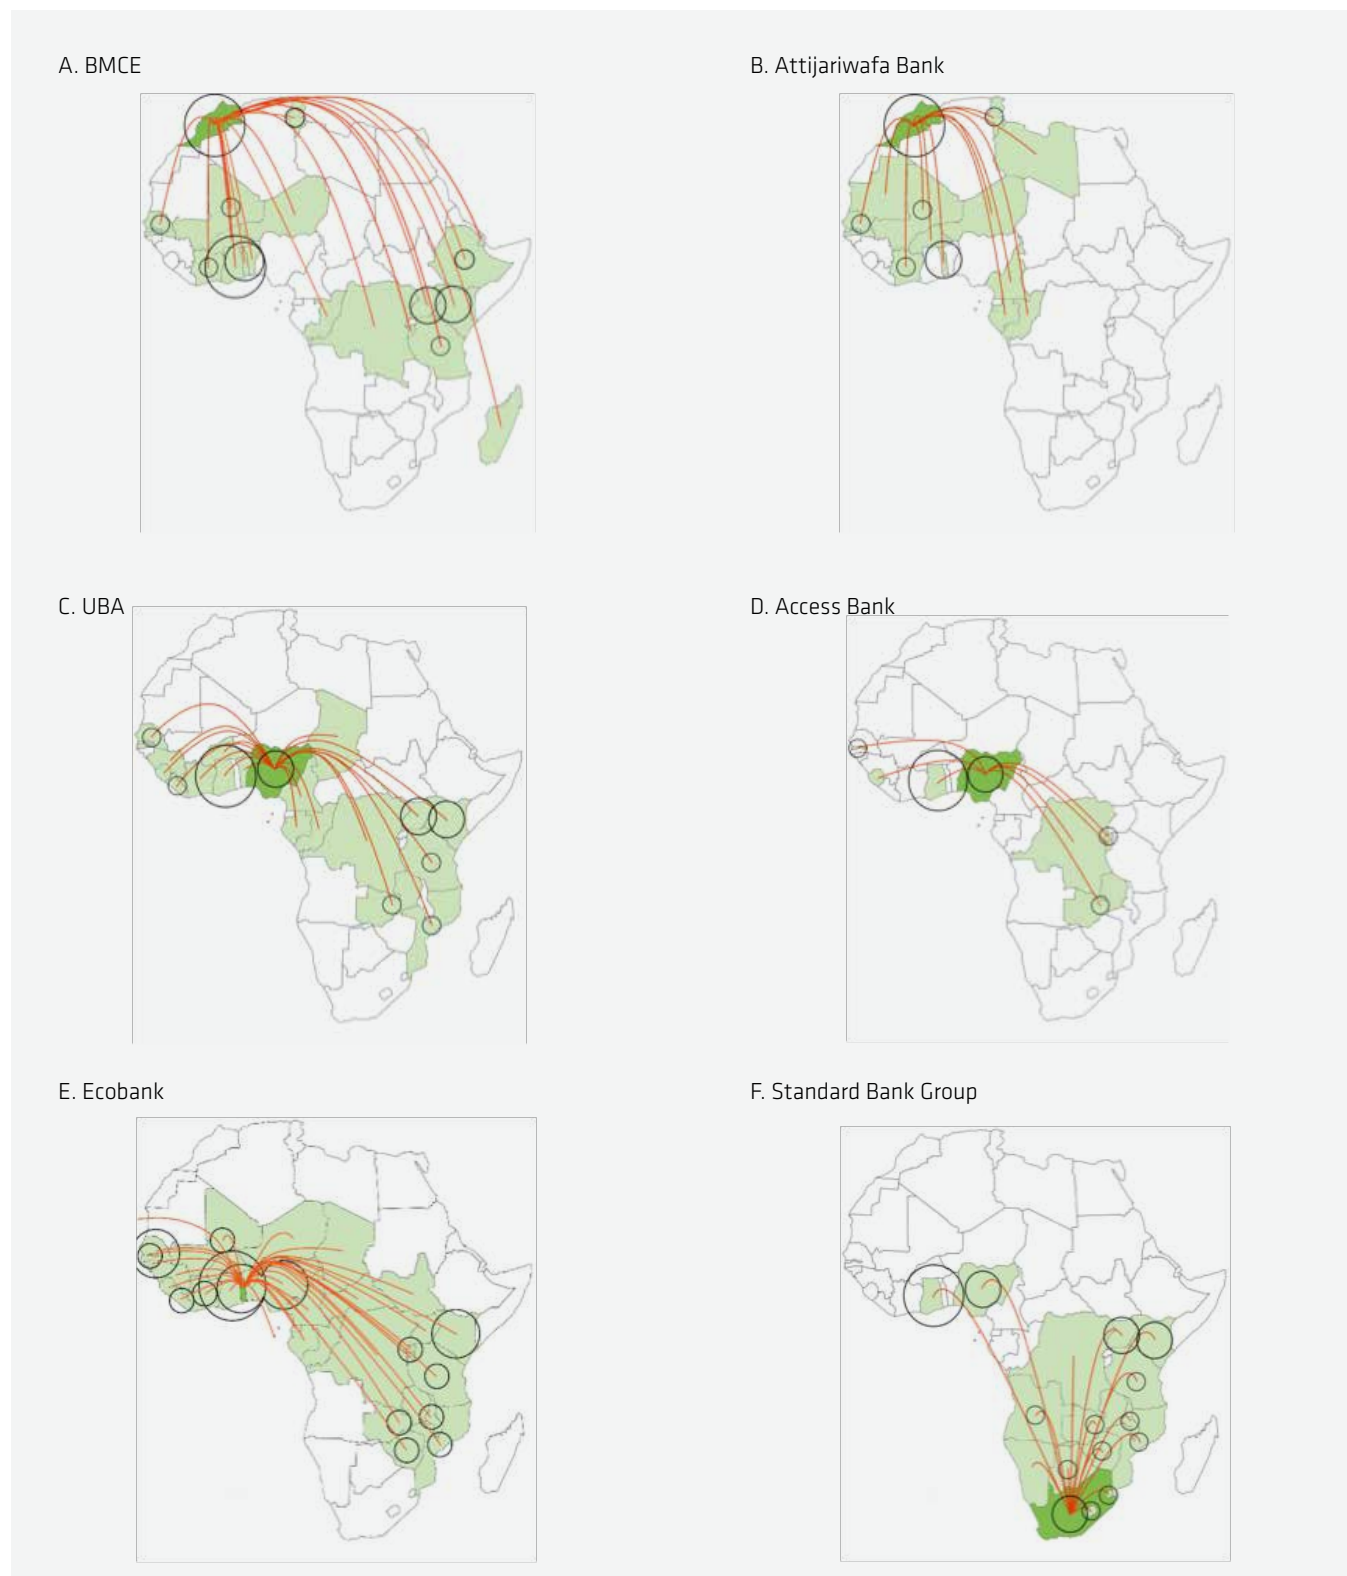 A. BMCE
B. Attijariwafa Bank
C. UBA
D. Access Bank
E. Ecobank
F. Standard Bank Group